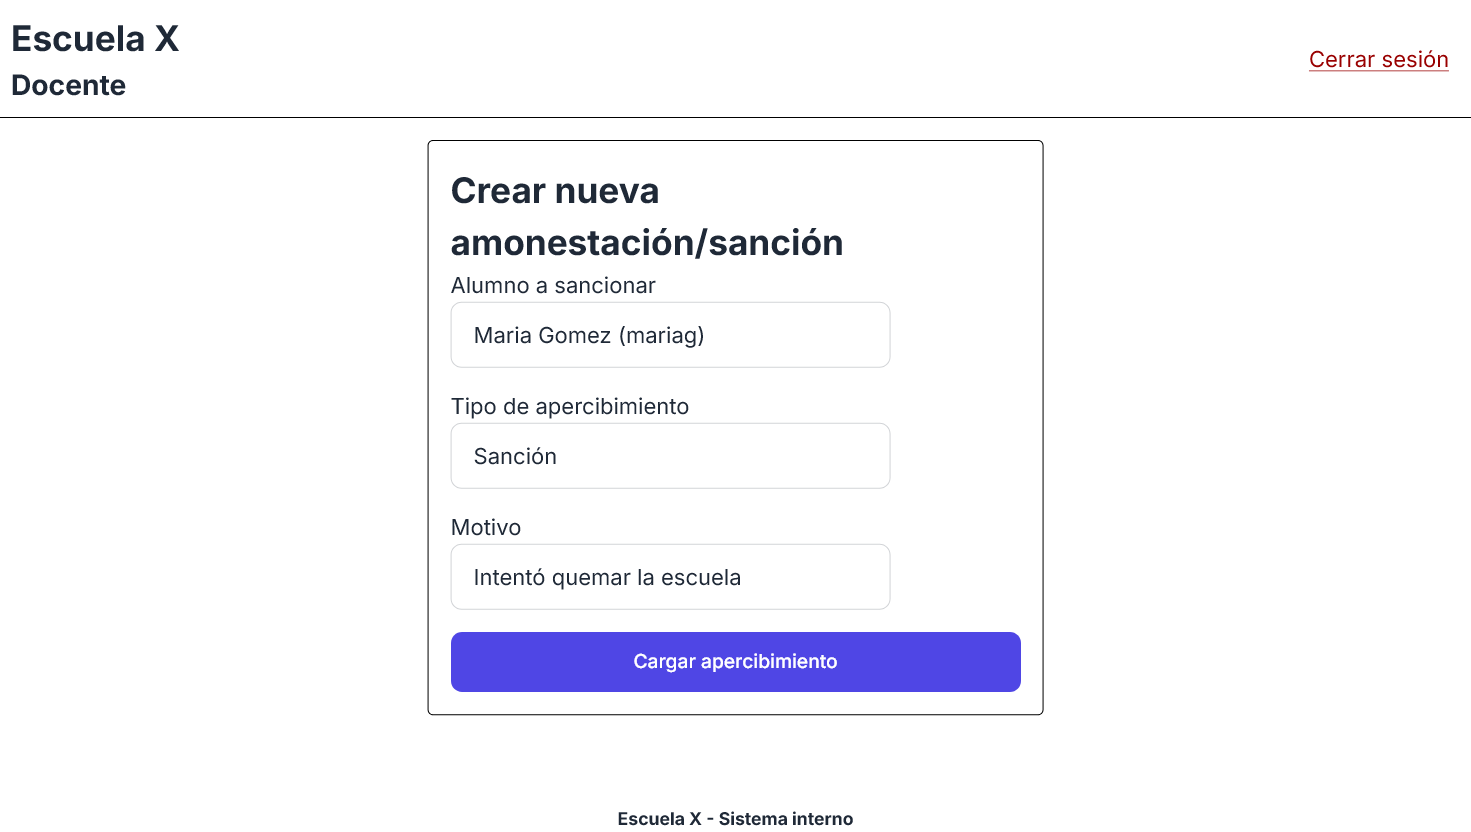 Escuela X
Docente
Cerrar sesión
Crear nueva
amonestación/sanción
Alumno a sancionar
Maria Gomez (mariag)
Tipo de apercibimiento
Sanción
Motivo
Intentó quemar la escuela
Cargar apercibimiento
Escuela X - Sistema interno